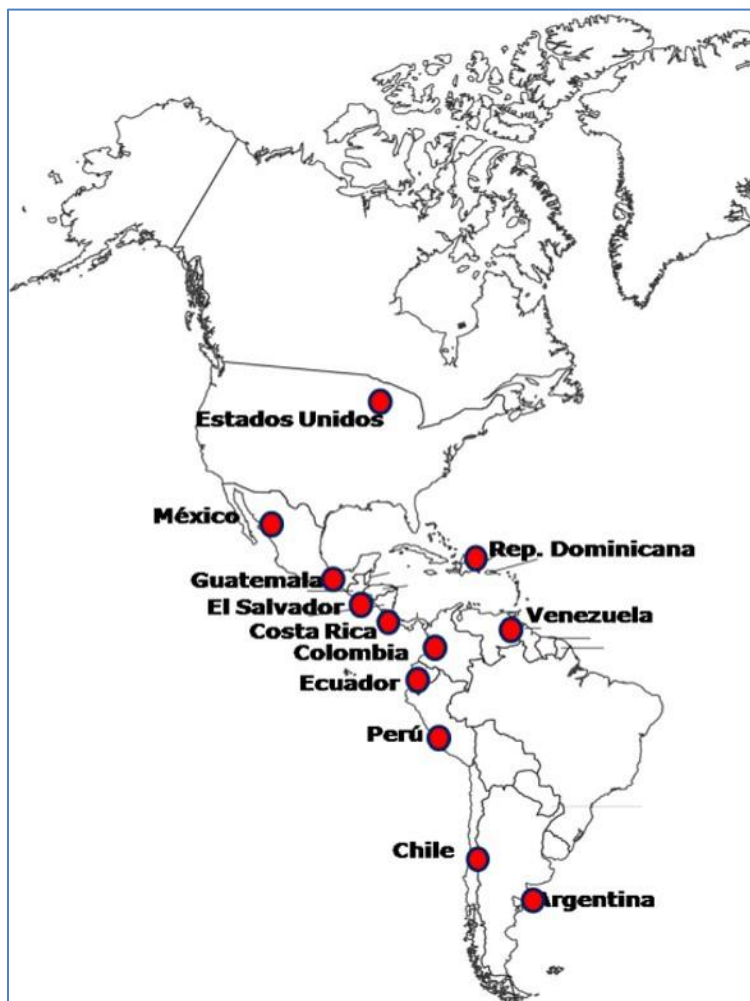 Estados Unidos
México
Rep. Dominicana
Guatemala
El Salvador
Venezuela
Costa Rica
Colombia
Ecuador
Perú
Chile
Argentina